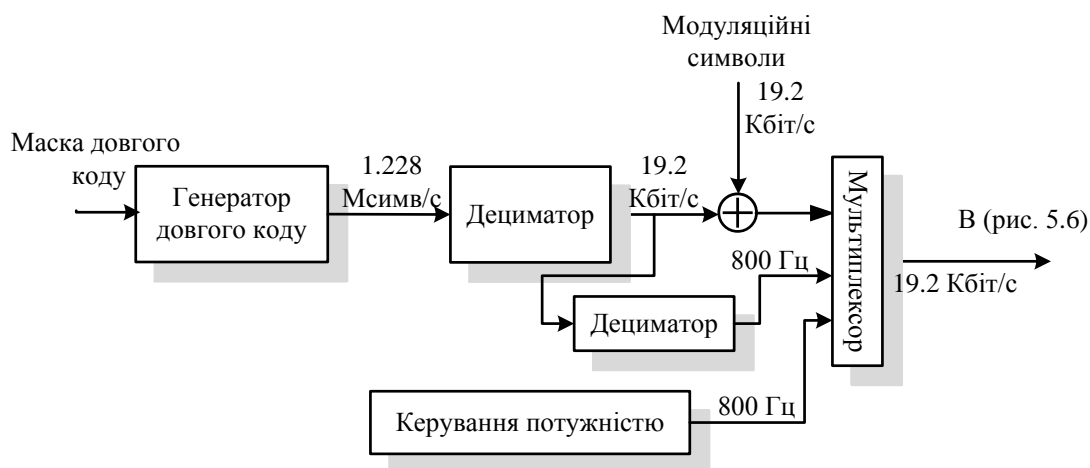 Модуляційні
символи
19.2
Кбіт/с
Маска довгого
коду
Генератор
довгого коду
1.228
Мсимв/с
Дециматор
19.2
Кбіт/с
Мультиплексор
В (рис. 5.6)
19.2 Кбіт/с
800 Гц
Дециматор
Керування потужністю
800 Гц